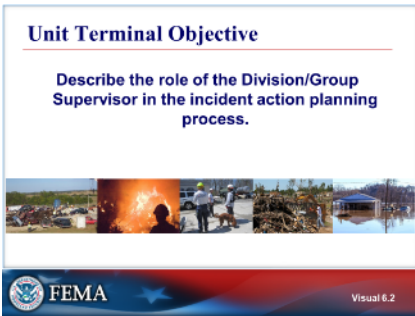 Unit Terminal Objective
Describe the role of the Division/Group
Supervisor in the incident action planning
process.
FEMA
Visual 6.2